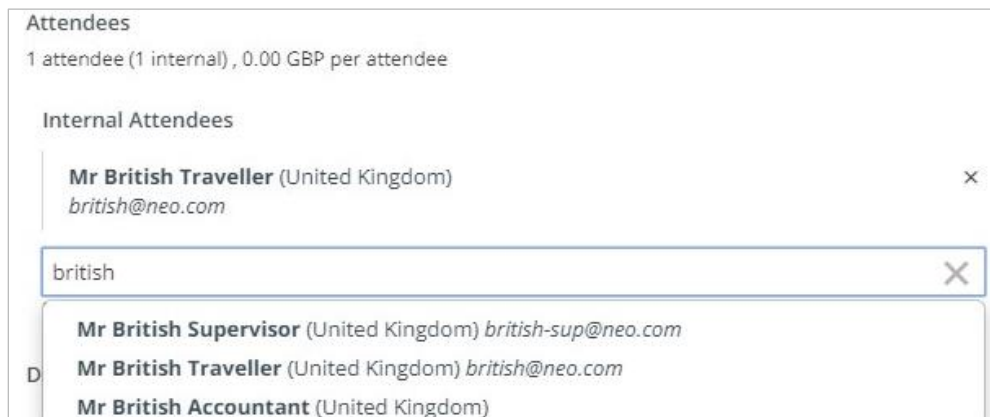 Attendees
1 attendee (1 internal) , 0.00 GBP per attendee
Internal Attendees
Mr British Traveller (United Kingdom)
british@neo.com
british
Mr British Supervisor (United Kingdom) british-sup@neo.com
Mr British Traveller (United Kingdom) british@neo.com
D
Mr British Accountant (United Kingdom)